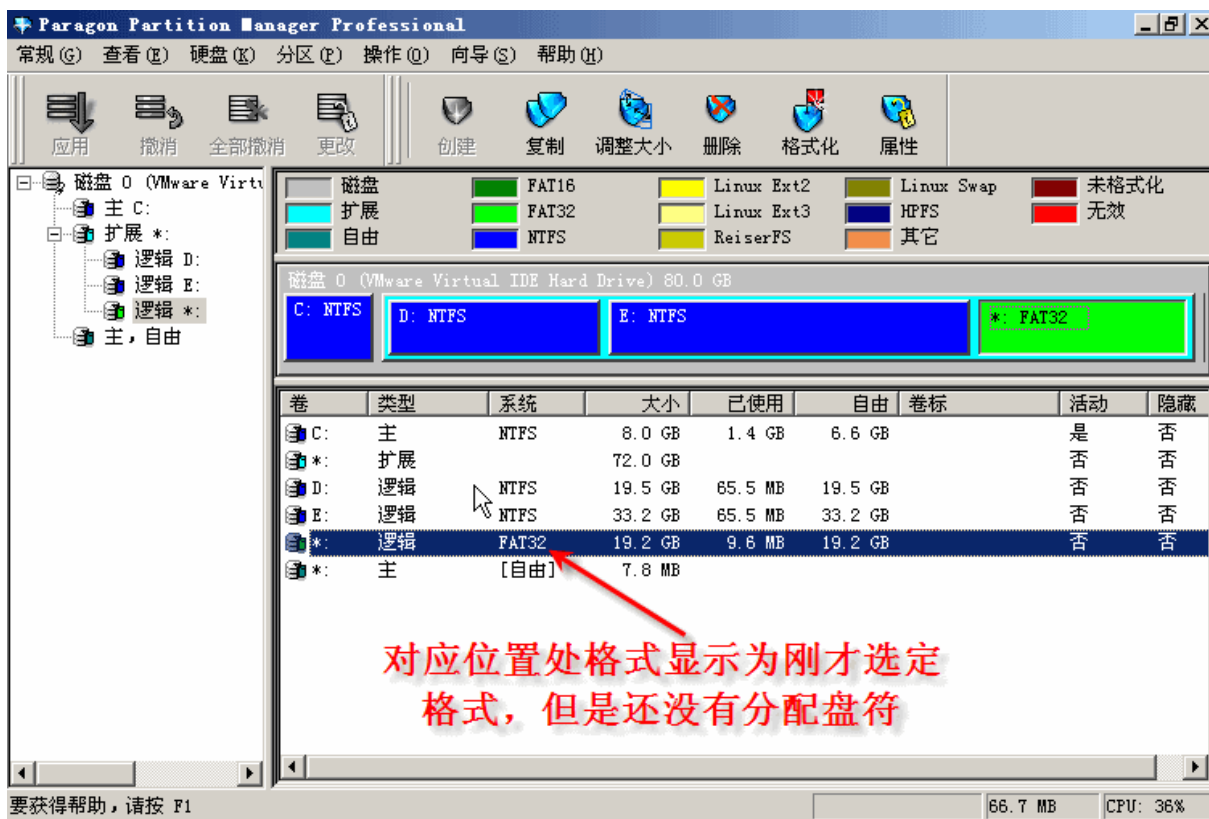 Paragon Partition Manager Professional
常规(G) 查看(E) 硬盘(K) 分区(P) 操作(O) 向导(S) 帮助(H)
应用 撤消 全部撤消 更改 创建 复制 调整大小 删除 格式化 属性
磁盘 0 (VMware Virtu
主 C:
扩展 *:
逻辑 D:
逻辑 E:
逻辑 *:
主，自由
磁盘 FAT16 Linux Ext2 Linux Swap 未格式化
扩展 FAT32 Linux Ext3 HPFS 无效
自由 NTFS ReiserFS 其它
磁盘 0 (VMware Virtual IDE Hard Drive) 80.0 GB
C: NTFS D: NTFS E: NTFS *: FAT32
卷 类型 系统 大小 已使用 自由 卷标 活动 隐藏
C: 主 NTFS 8.0 GB 1.4 GB 6.6 GB 是 否
*: 扩展 72.0 GB 否 否
D: 逻辑 NTFS 19.5 GB 65.5 MB 19.5 GB 否 否
E: 逻辑 NTFS 33.2 GB 65.5 MB 33.2 GB 否 否
*: 逻辑 FAT32 19.2 GB 9.6 MB 19.2 GB 否 否
*: 主 [自由] 7.8 MB
对应位置处格式显示为刚才选定
格式，但是还没有分配盘符
要获得帮助，请按 F1 66.7 MB CPU: 36%